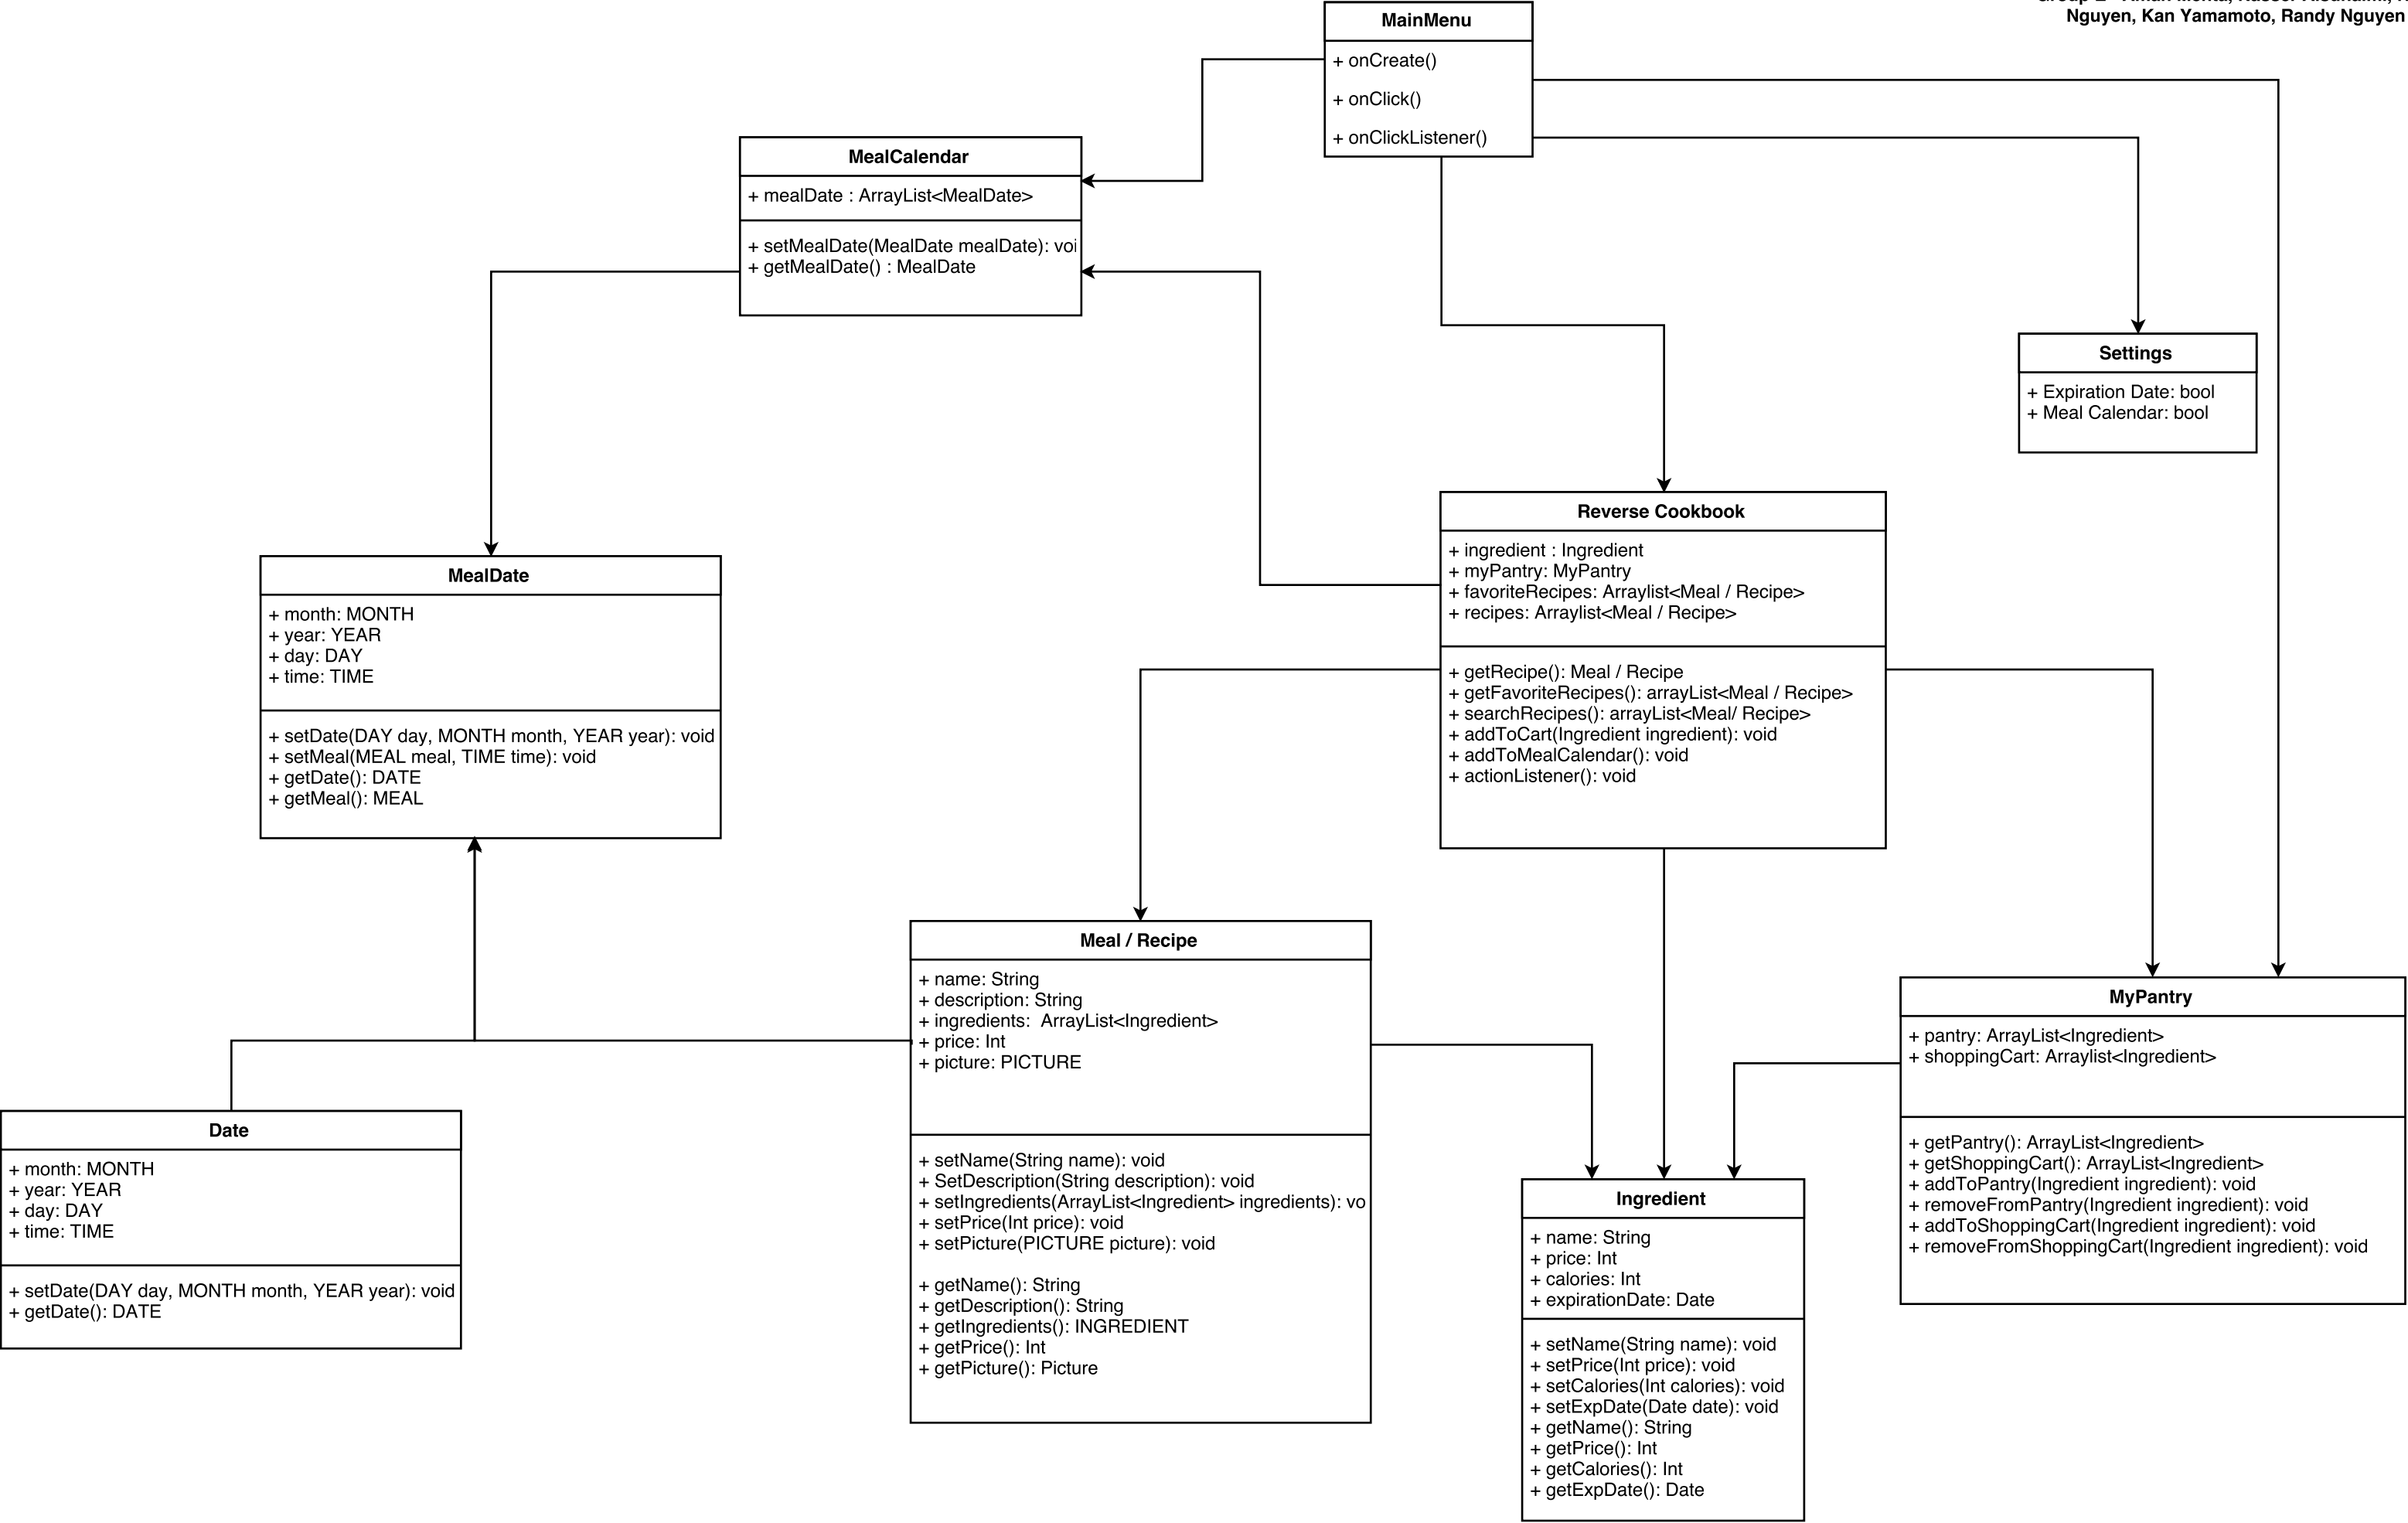 Nguyen, Kan Yamamoto, Randy Nguyen
MainMenu
+ onCreate()
+ onClick()
+ onClickListener()
MealCalendar
+ mealDate : ArrayList<MealDate>
+ setMealDate(MealDate mealDate): voi
+ getMealDate() : MealDate
Settings
+ Expiration Date: bool
+ Meal Calendar: bool
Reverse Cookbook
+ ingredient : Ingredient
+ myPantry: MyPantry
+ favoriteRecipes: Arraylist<Meal / Recipe>
+ recipes: Arraylist<Meal / Recipe>
+ getRecipe(): Meal / Recipe
+ getFavoriteRecipes(): arrayList<Meal / Recipe>
+ searchRecipes(): arrayList<Meal/ Recipe>
+ addToCart(Ingredient ingredient): void
+ addToMealCalendar(): void
+ actionListener(): void
MealDate
+ month: MONTH
+ year: YEAR
+ day: DAY
+ time: TIME
+ setDate(DAY day, MONTH month, YEAR year): void
+ setMeal(MEAL meal, TIME time): void
+ getDate(): DATE
+ getMeal(): MEAL
Meal / Recipe
+ name: String
+ description: String
+ ingredients:  ArrayList<Ingredient>
+ price: Int
+ picture: PICTURE
+ setName(String name): void
+ SetDescription(String description): void
+ setIngredients(ArrayList<Ingredient> ingredients): vo
+ setPrice(Int price): void
+ setPicture(PICTURE picture): void
+ getName(): String
+ getDescription(): String
+ getIngredients(): INGREDIENT
+ getPrice(): Int
+ getPicture(): Picture
MyPantry
+ pantry: ArrayList<Ingredient>
+ shoppingCart: Arraylist<Ingredient>
+ getPantry(): ArrayList<Ingredient>
+ getShoppingCart(): ArrayList<Ingredient>
+ addToPantry(Ingredient ingredient): void
+ removeFromPantry(Ingredient ingredient): void
+ addToShoppingCart(Ingredient ingredient): void
+ removeFromShoppingCart(Ingredient ingredient): void
Date
+ month: MONTH
+ year: YEAR
+ day: DAY
+ time: TIME
+ setDate(DAY day, MONTH month, YEAR year): void
+ getDate(): DATE
Ingredient
+ name: String
+ price: Int
+ calories: Int
+ expirationDate: Date
+ setName(String name): void
+ setPrice(Int price): void
+ setCalories(Int calories): void
+ setExpDate(Date date): void
+ getName(): String
+ getPrice(): Int
+ getCalories(): Int
+ getExpDate(): Date